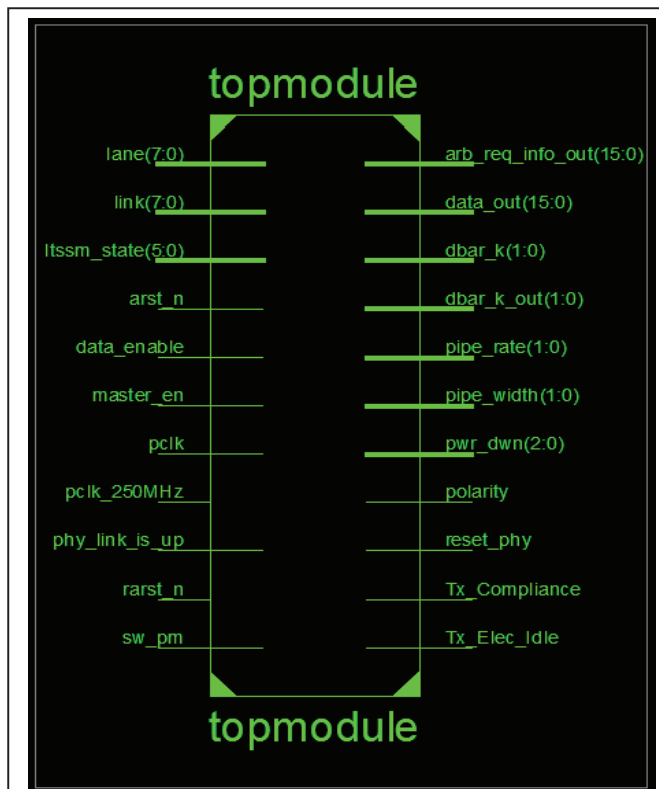 topmodule
lane(7:0)
arb_req_info_out(15:0)
link(7:0)
data_out(15:0)
ltssm_state(5:0)
dbar_k(1:0)
arst_n
dbar_k_out(1:0)
data_enable
pipe_rate(1:0)
master_en
pipe_width(1:0)
pclk
pwr_dwn(2:0)
pclk_250MHz
polarity
phy_link_is_up
reset_phy
rarst_n
Tx_Compliance
sw_pm
Tx_Elec_Idle
topmodule